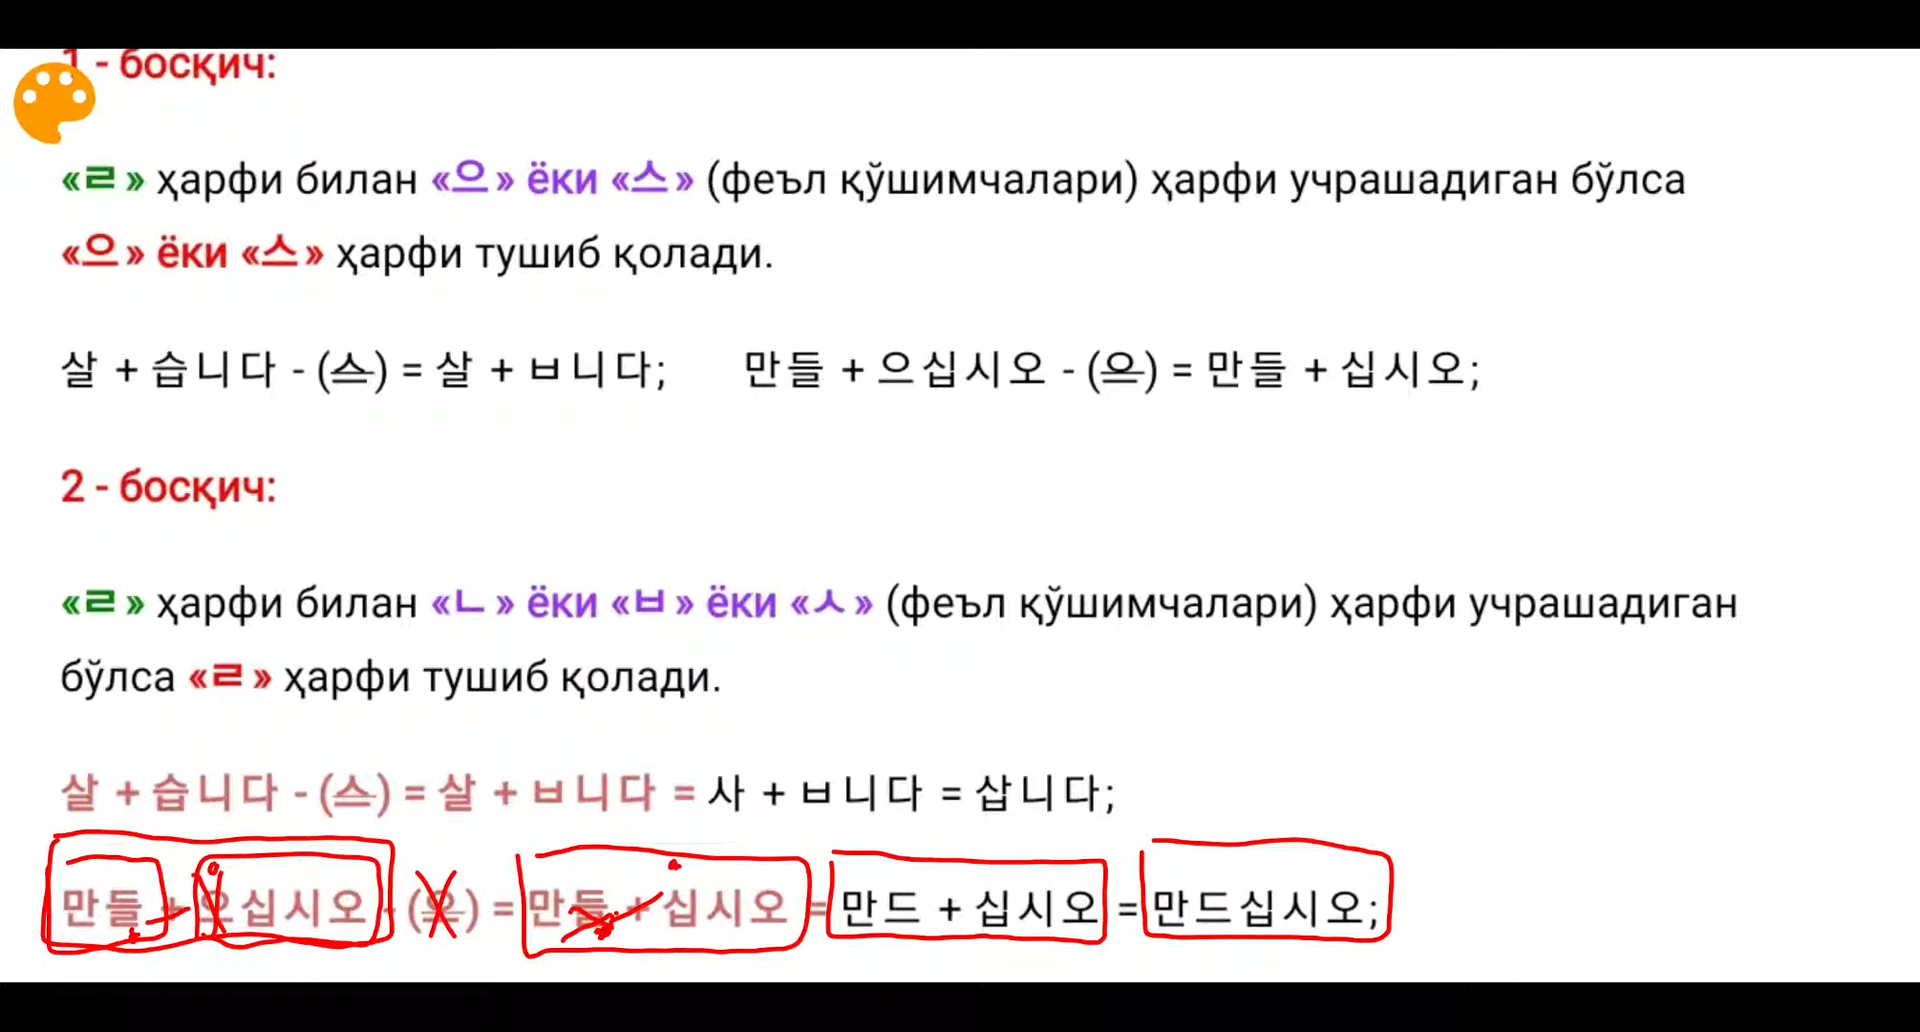 1 - босқич:
«ㄹ» ҳарфи билан «으» ёки «스» (феъл қўшимчалари) ҳарфи учрашадиган бўлса
«으» ёки «스» ҳарфи тушиб қолади.
살 + 습니다 - (스) = 살 + ㅂ니다; 만들 + 으십시오 - (으) = 만들 + 십시오;
2 - босқич:
«ㄹ» ҳарфи билан «ㄴ» ёки «ㅂ» ёки «ㅅ» (феъл қўшимчалари) ҳарфи учрашадиган
бўлса «ㄹ» ҳарфи тушиб қолади.
살 + 습니다 - (스) = 살 + ㅂ니다 = 사 + ㅂ니다 = 삽니다;
만들 + 으십시오 - (으) = 만들 + 십시오 = 만드 + 십시오 = 만드십시오;